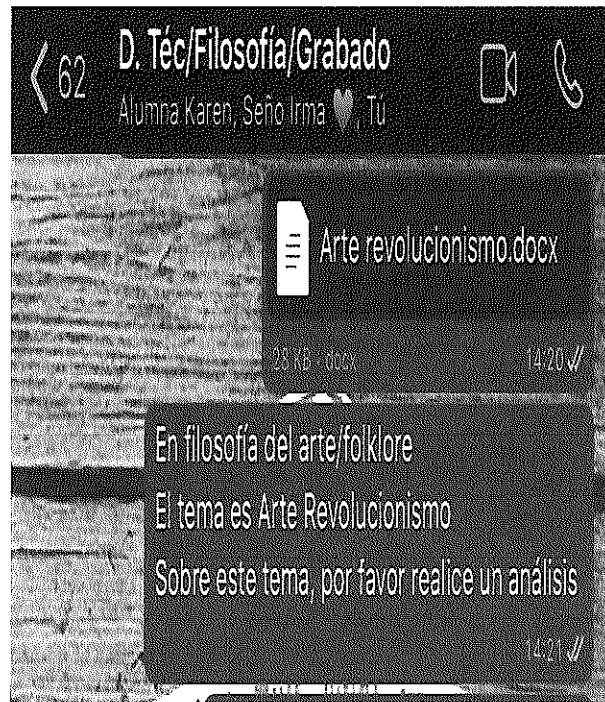 62
D. Téc/Filosofía/Grabado
Alumna Karen, Seño Irma 🤍, Tú
Arte revolucionismo.docx
28 KB · docx
14:20
En filosofía del arte/folklore
El tema es Arte Revolucionismo
Sobre este tema, por favor realice un análisis
14:21